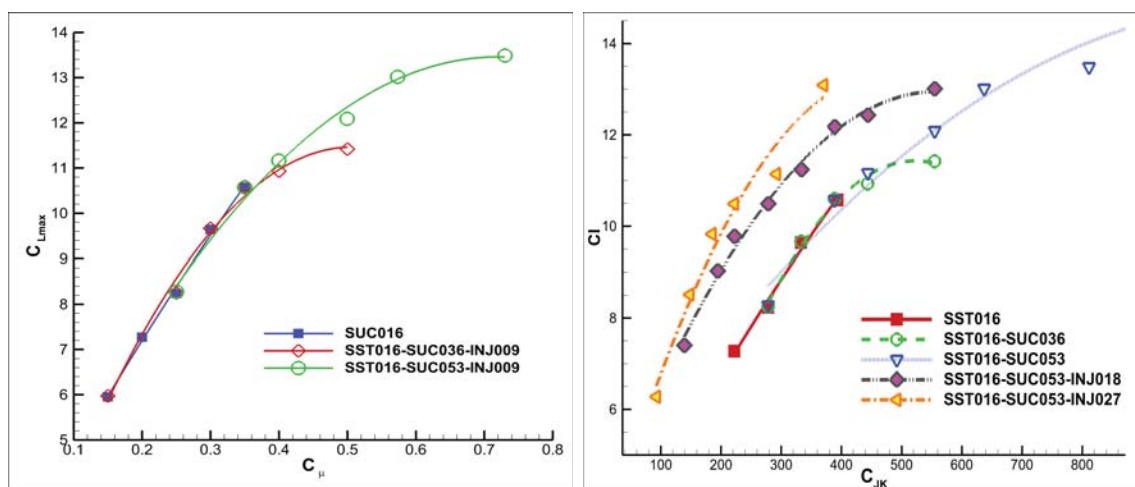 14
13
12
11
10
9
8
7
6
5
C Lmax
SUC016
SST016-SUC036-INJ009
SST016-SUC053-INJ009
0.1 0.2 0.3 0.4 0.5 0.6 0.7 0.8
C μ
14
12
10
8
6
Cl
SST016
SST016-SUC036
SST016-SUC053
SST016-SUC053-INJ018
SST016-SUC053-INJ027
100 200 300 400 500 600 700 800
C JK